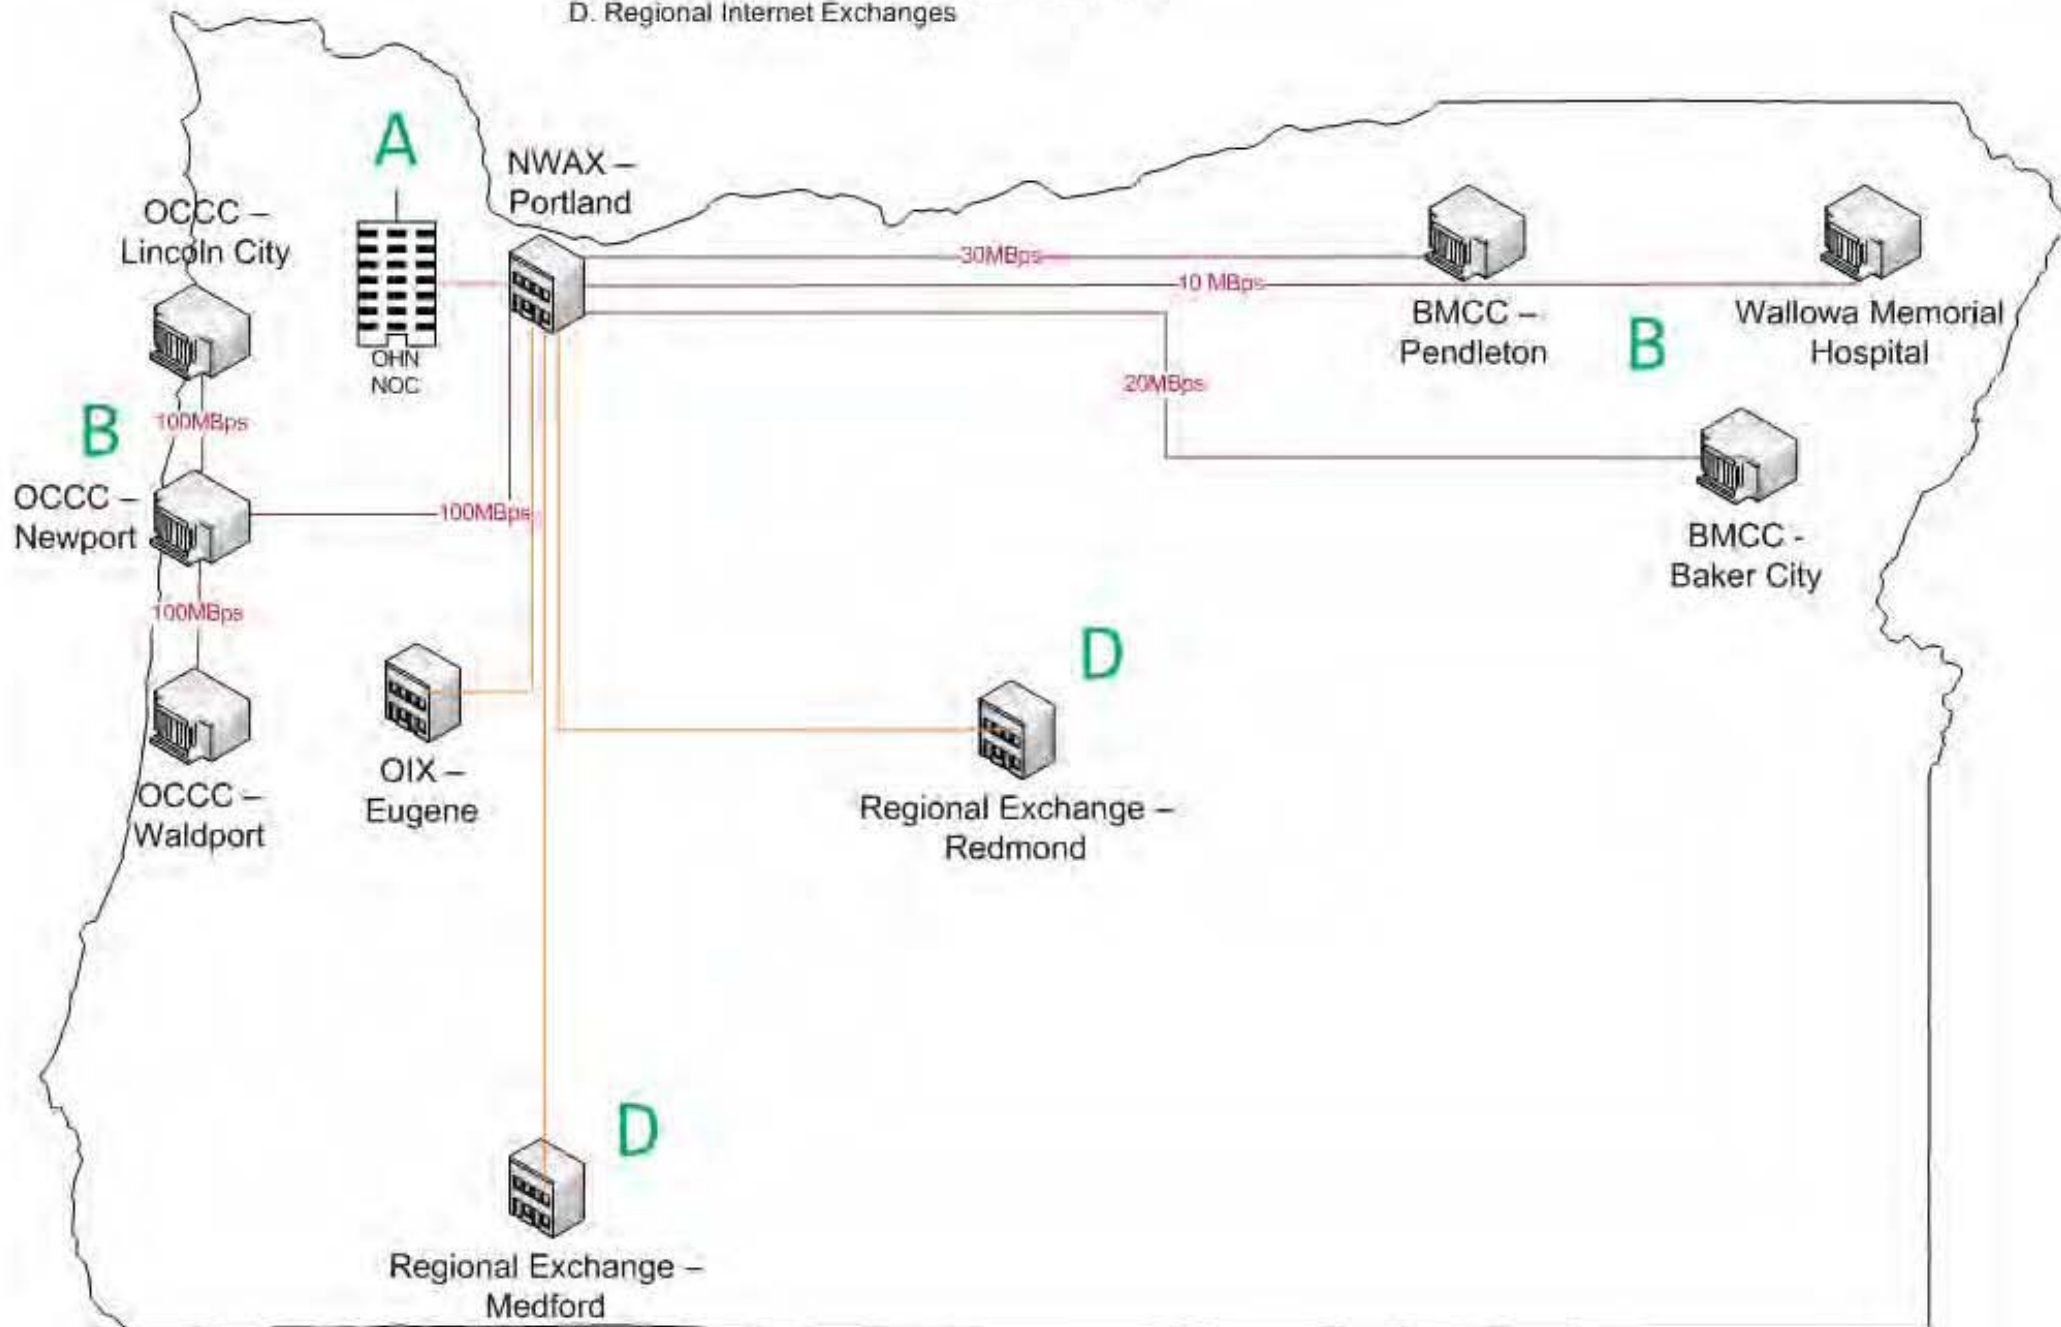 D. Regional Internet Exchanges
A
NWAX –
Portland
OCCC –
Lincoln City
OHN
NOC
30MBps
10 MBps
BMCC –
Pendleton
B
Wallowa Memorial
Hospital
20MBps
B
100MBps
OCCC –
Newport
100MBps
BMCC -
Baker City
100MBps
D
OIX –
Eugene
OCCC –
Waldport
Regional Exchange –
Redmond
D
Regional Exchange –
Medford